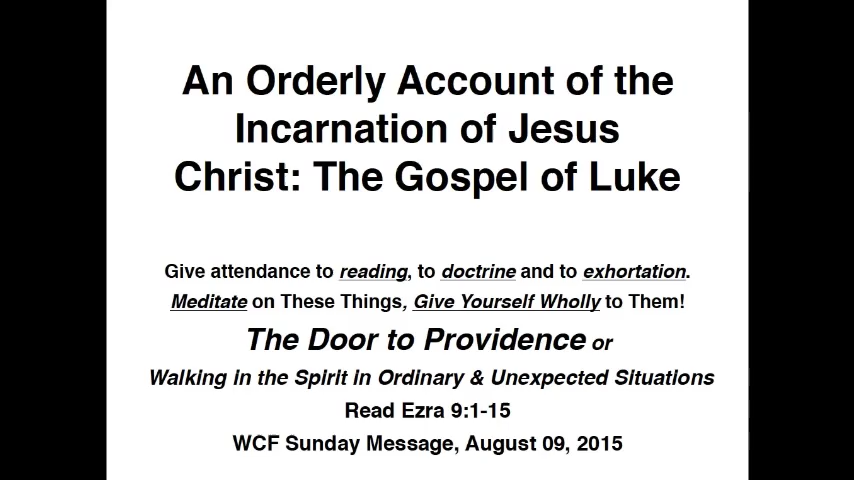 An Orderly Account of the
Incarnation of Jesus
Christ: The Gospel of Luke
Give attendance to reading, to doctrine and to exhortation.
Meditate on These Things, Give Yourself Wholly to Them!
The Door to Providence or
Walking in the Spirit in Ordinary & Unexpected Situations
Read Ezra 9:1-15
WCF Sunday Message, August 09, 2015